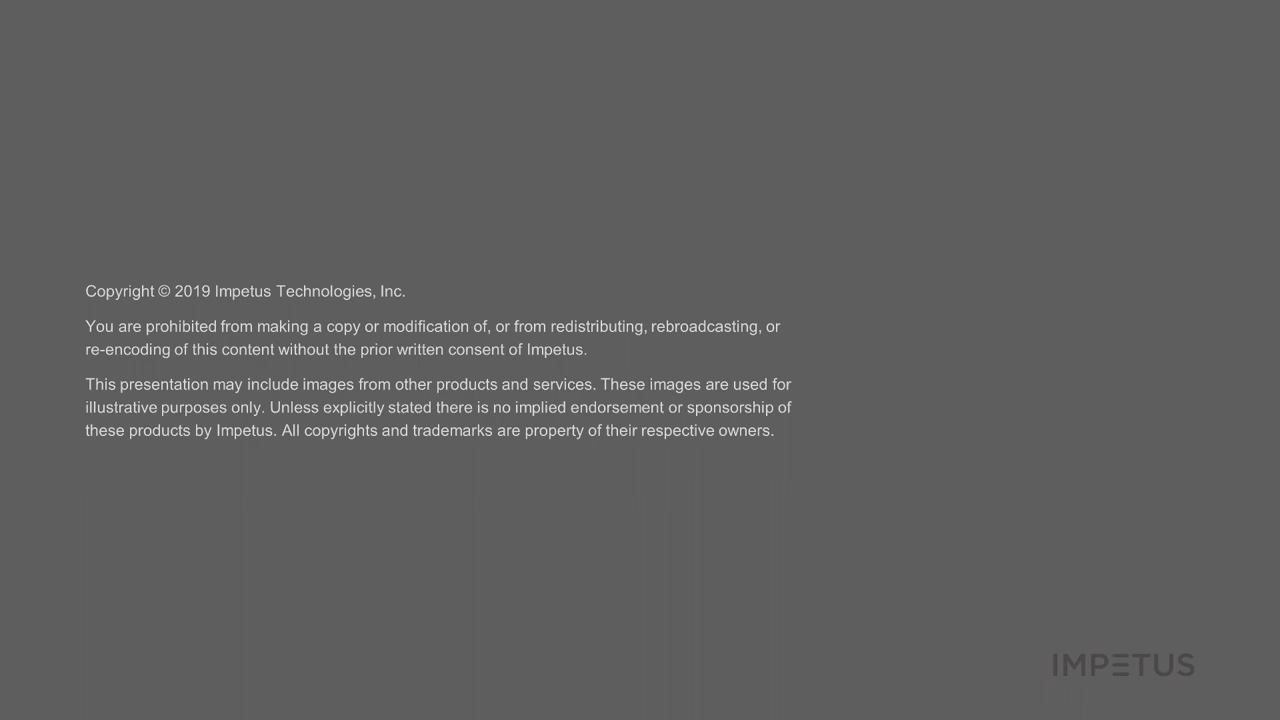 Copyright © 2019 Impetus Technologies, Inc.
You are prohibited from making a copy or modification of, or from redistributing, rebroadcasting, or
re-encoding of this content without the prior written consent of Impetus.
This presentation may include images from other products and services. These images are used for
illustrative purposes only. Unless explicitly stated there is no implied endorsement or sponsorship of
these products by Impetus. All copyrights and trademarks are property of their respective owners.
IMPETUS